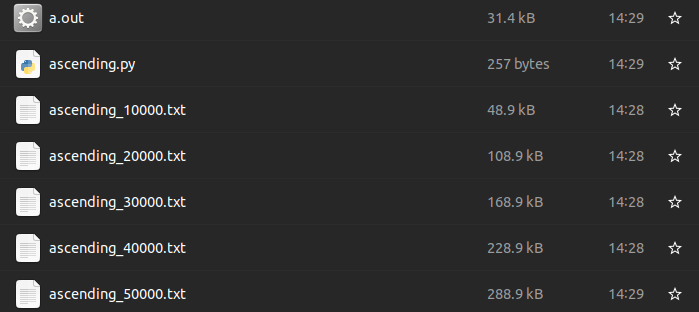 a.out 31.4 kB 14:29
ascending.py 257 bytes 14:29
ascending_10000.txt 48.9 kB 14:28
ascending_20000.txt 108.9 kB 14:28
ascending_30000.txt 168.9 kB 14:28
ascending_40000.txt 228.9 kB 14:28
ascending_50000.txt 288.9 kB 14:29